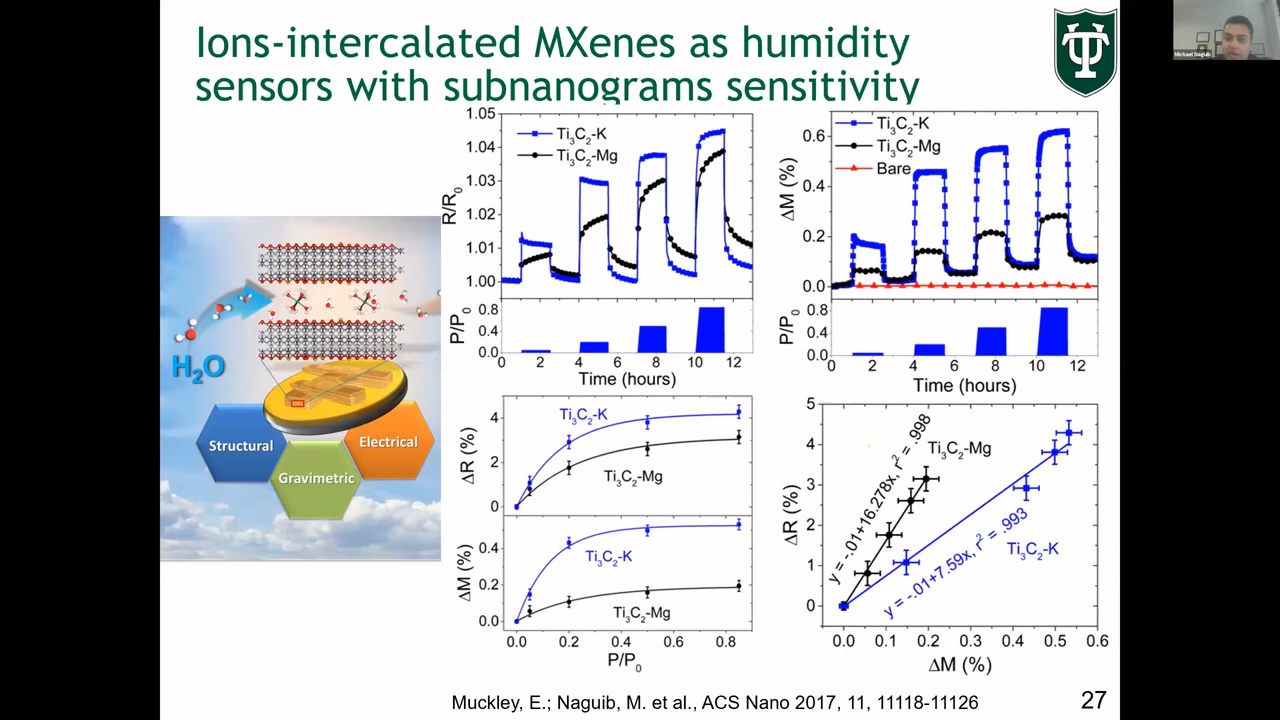 Ions-intercalated MXenes as humidity
sensors with subnanograms sensitivity
Michael Naguib
H₂O
Structural
Gravimetric
Electrical
Ti₃C₂-K
Ti₃C₂-Mg
R/R₀
1.05
1.04
1.03
1.02
1.01
1.00
P/P₀
0.8
0.4
0.0
0 2 4 6 8 10 12
Time (hours)
Ti₃C₂-K
Ti₃C₂-Mg
Bare
ΔM (%)
0.6
0.4
0.2
0.0
P/P₀
0.8
0.4
0.0
0 2 4 6 8 10 12
Time (hours)
ΔR (%)
4
2
0
Ti₃C₂-K
Ti₃C₂-Mg
ΔM (%)
0.4
0.2
0.0
Ti₃C₂-K
Ti₃C₂-Mg
0.0 0.2 0.4 0.6 0.8
P/P₀
ΔR (%)
5
4
3
2
1
0
y = -.01+16.278x, r² = .998
Ti₃C₂-Mg
y = -.01+7.59x, r² = .993
Ti₃C₂-K
0.0 0.1 0.2 0.3 0.4 0.5 0.6
ΔM (%)
Muckley, E.; Naguib, M. et al., ACS Nano 2017, 11, 11118-11126
27